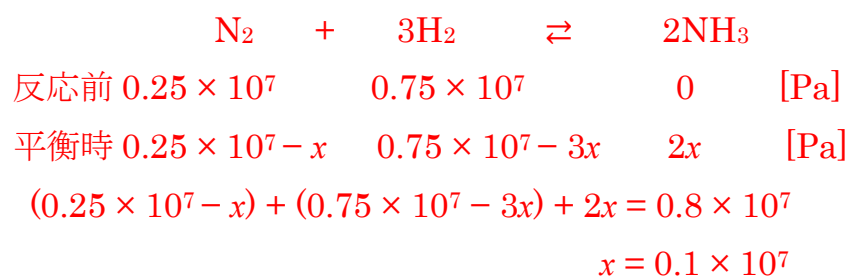 N₂ + 3H₂ ⇄ 2NH₃
反応前 0.25 × 10⁷ 0.75 × 10⁷ 0 [Pa]
平衡時 0.25 × 10⁷ − x 0.75 × 10⁷ − 3x 2x [Pa]
(0.25 × 10⁷ − x) + (0.75 × 10⁷ − 3x) + 2x = 0.8 × 10⁷
x = 0.1 × 10⁷